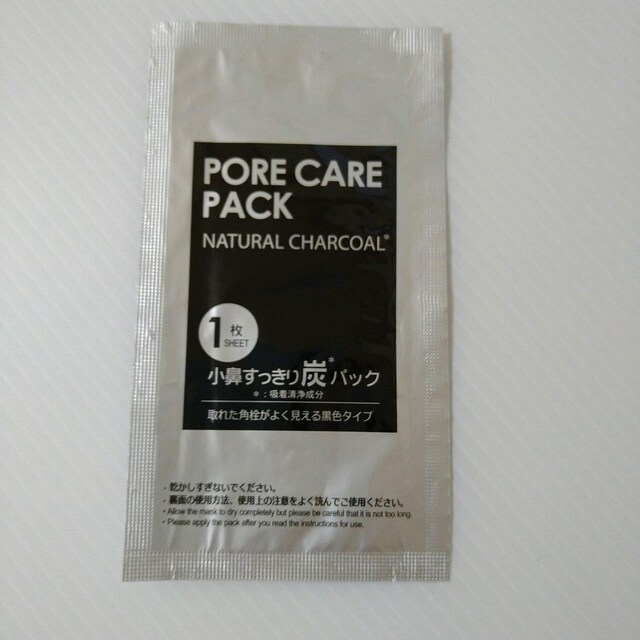 PORE CARE
PACK
NATURAL CHARCOAL*
1枚
SHEET
小鼻すっきり炭*パック
*：吸着清浄成分
取れた角栓がよく見える黒色タイプ
- 乾かしすぎないでください。
- 裏面の使用方法、使用上の注意をよく読んでご使用ください。
• Allow the mask to dry completely but please be careful that it is not too long.
• Please apply the pack after you read the instructions for use.